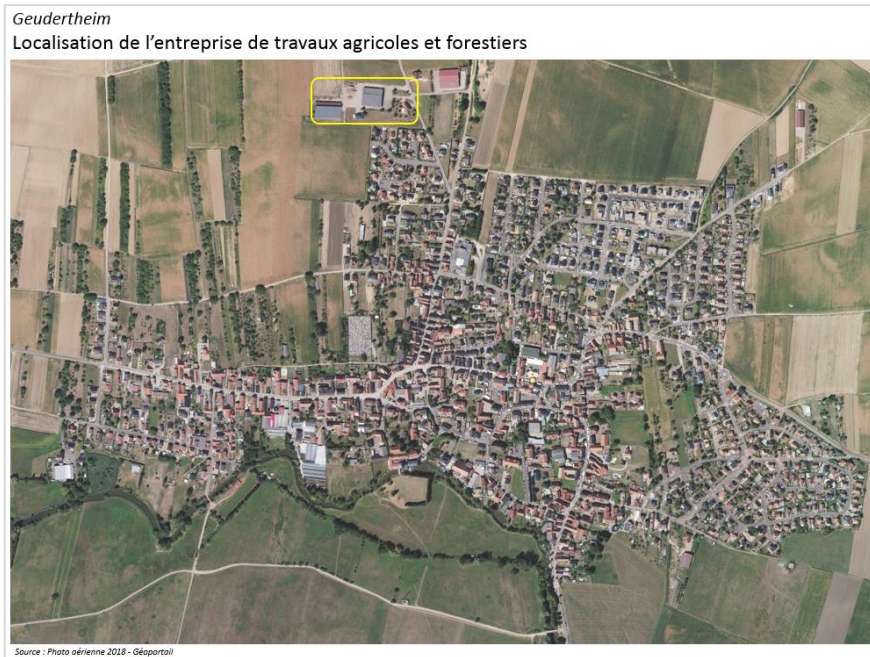 Geudertheim
Localisation de l’entreprise de travaux agricoles et forestiers
Source : Photo aérienne 2018 - Géoportail